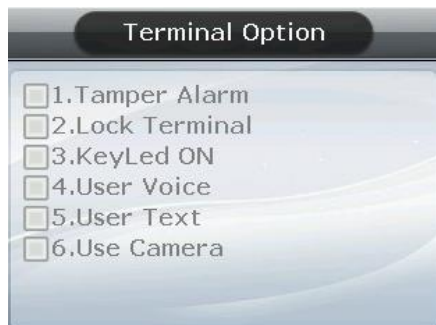 Terminal Option
1.Tamper Alarm
2.Lock Terminal
3.KeyLed ON
4.User Voice
5.User Text
6.Use Camera